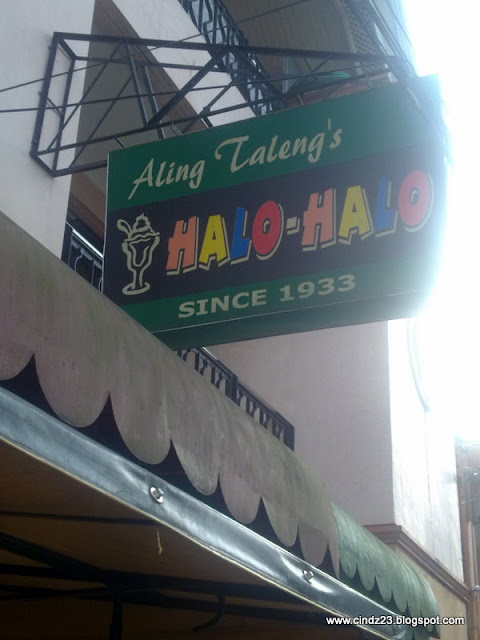 Aling Taleng's
HALO-HALO
SINCE 1933
www.cindz23.blogspot.com